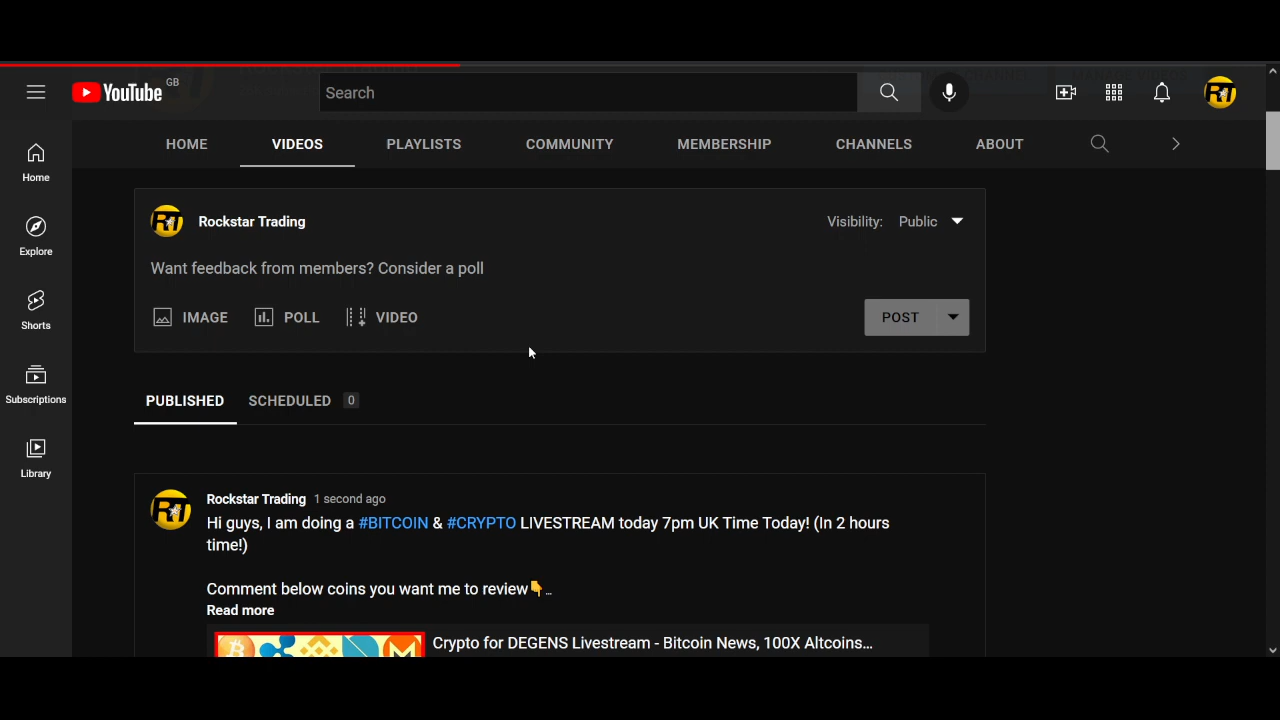 YouTube GB
Search
HOME VIDEOS PLAYLISTS COMMUNITY MEMBERSHIP CHANNELS ABOUT
Home
Explore
Shorts
Subscriptions
Library
RT Rockstar Trading
Visibility: Public
Want feedback from members? Consider a poll
IMAGE POLL VIDEO
POST
PUBLISHED SCHEDULED 0
Rockstar Trading 1 second ago
Hi guys, I am doing a #BITCOIN & #CRYPTO LIVESTREAM today 7pm UK Time Today! (In 2 hours
time!)
Comment below coins you want me to review👇...
Read more
Crypto for DEGENS Livestream - Bitcoin News, 100X Altcoins...